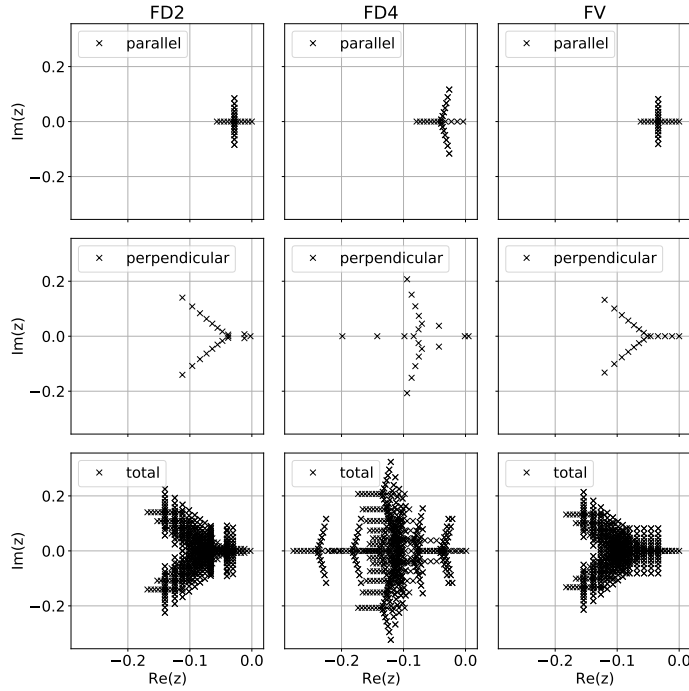 FD2 FD4 FV
× parallel × parallel × parallel
Im(z) 0.2
0.0
−0.2
× perpendicular × perpendicular × perpendicular
Im(z) 0.2
0.0
−0.2
× total × total × total
Im(z) 0.2
0.0
−0.2
−0.2 −0.1 0.0 −0.2 −0.1 0.0 −0.2 −0.1 0.0
Re(z) Re(z) Re(z)